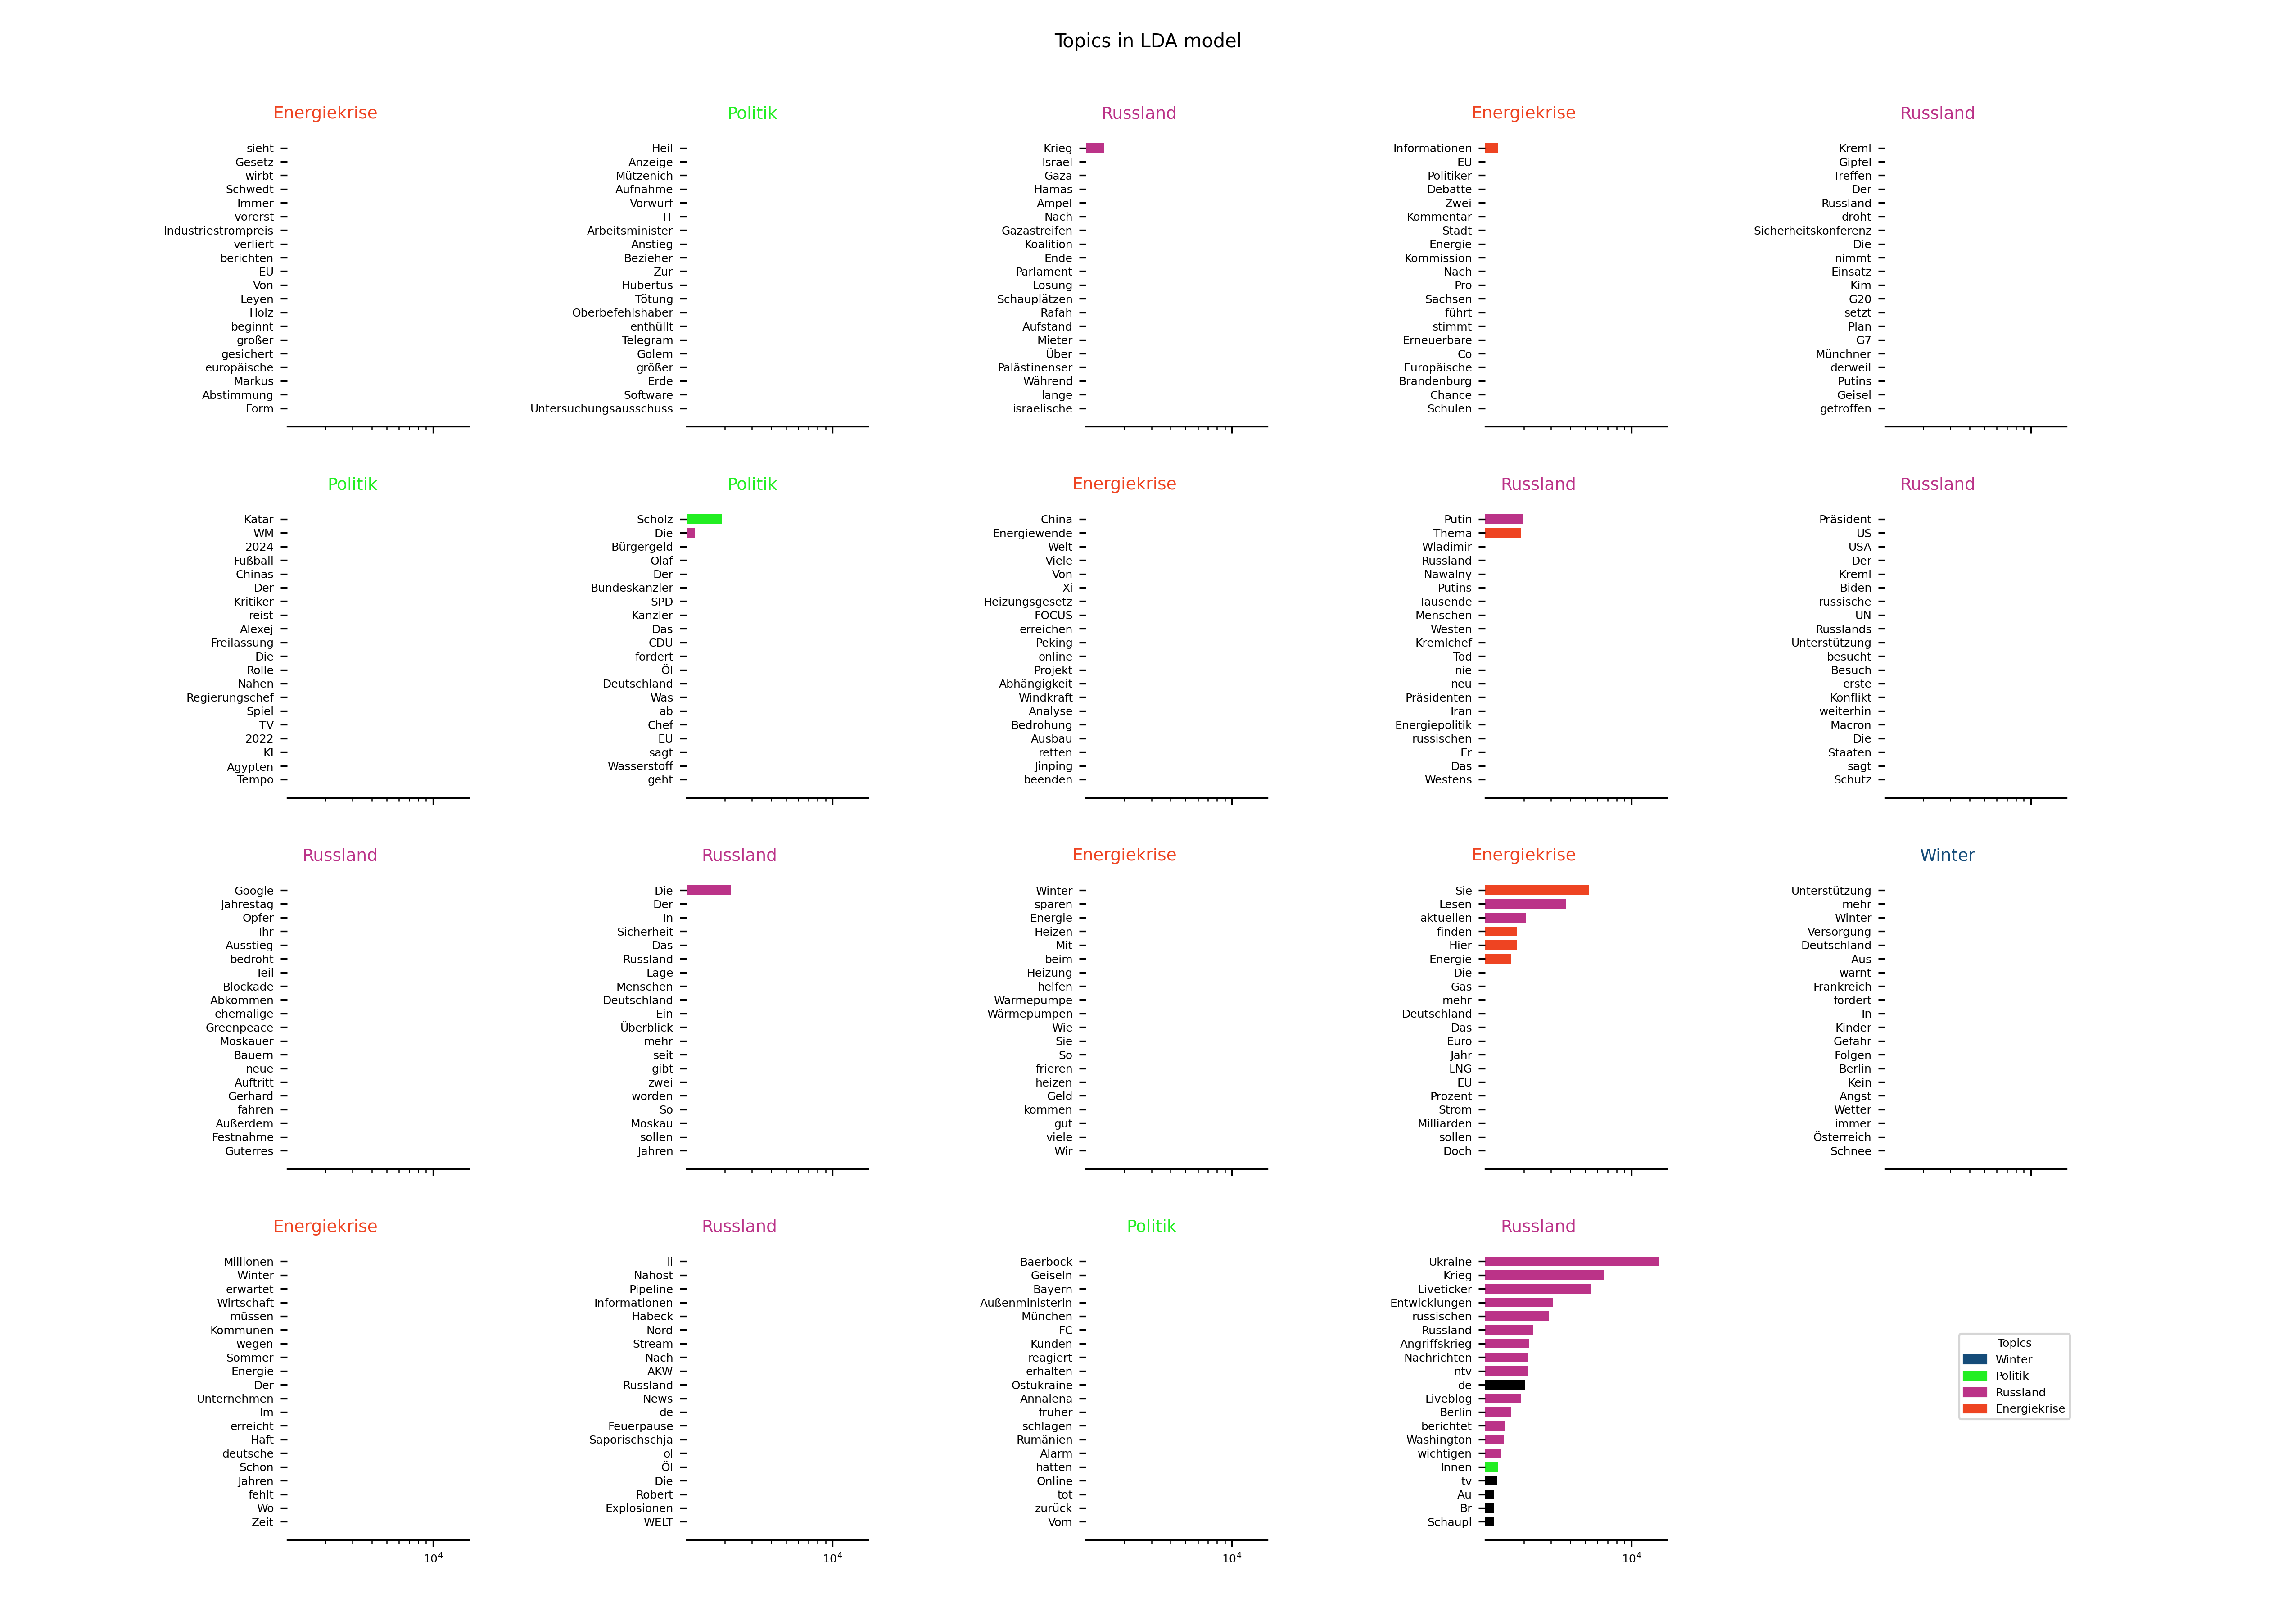 Topics in LDA model
Energiekrise
sieht
Gesetz
wirbt
Schwedt
Immer
vorerst
Industriestrompreis
verliert
berichten
EU
Von
Leyen
Holz
beginnt
großer
gesichert
europäische
Markus
Abstimmung
Form
Politik
Heil
Anzeige
Mützenich
Aufnahme
Vorwurf
IT
Arbeitsminister
Anstieg
Bezieher
Zur
Hubertus
Tötung
Oberbefehlshaber
enthüllt
Telegram
Golem
größer
Erde
Software
Untersuchungsausschuss
Russland
Krieg
Israel
Gaza
Hamas
Ampel
Nach
Gazastreifen
Koalition
Ende
Parlament
Lösung
Schauplätzen
Rafah
Aufstand
Mieter
Über
Palästinenser
Während
lange
israelische
Energiekrise
Informationen
EU
Politiker
Debatte
Zwei
Kommentar
Stadt
Energie
Kommission
Nach
Pro
Sachsen
führt
stimmt
Erneuerbare
Co
Europäische
Brandenburg
Chance
Schulen
Russland
Kreml
Gipfel
Treffen
Der
Russland
droht
Sicherheitskonferenz
Die
nimmt
Einsatz
Kim
G20
setzt
Plan
G7
Münchner
derweil
Putins
Geisel
getroffen
Politik
Katar
WM
2024
Fußball
Chinas
Der
Kritiker
reist
Alexej
Freilassung
Die
Rolle
Nahen
Regierungschef
Spiel
TV
2022
KI
Ägypten
Tempo
Politik
Scholz
Die
Bürgergeld
Olaf
Der
Bundeskanzler
SPD
Kanzler
Das
CDU
fordert
Öl
Deutschland
Was
ab
Chef
EU
sagt
Wasserstoff
geht
Energiekrise
China
Energiewende
Welt
Viele
Von
Xi
Heizungsgesetz
FOCUS
erreichen
Peking
online
Projekt
Abhängigkeit
Windkraft
Analyse
Bedrohung
Ausbau
retten
Jinping
beenden
Russland
Putin
Thema
Wladimir
Russland
Nawalny
Putins
Tausende
Menschen
Westen
Kremlchef
Tod
nie
neu
Präsidenten
Iran
Energiepolitik
russischen
Er
Das
Westens
Russland
Präsident
US
USA
Der
Kreml
Biden
russische
UN
Russlands
Unterstützung
besucht
Besuch
erste
Konflikt
weiterhin
Macron
Die
Staaten
sagt
Schutz
Russland
Google
Jahrestag
Opfer
Ihr
Ausstieg
bedroht
Teil
Blockade
Abkommen
ehemalige
Greenpeace
Moskauer
Bauern
neue
Auftritt
Gerhard
fahren
Außerdem
Festnahme
Guterres
Russland
Die
Der
In
Sicherheit
Das
Russland
Lage
Menschen
Deutschland
Ein
Überblick
mehr
seit
gibt
zwei
worden
So
Moskau
sollen
Jahren
Energiekrise
Winter
sparen
Energie
Heizen
Mit
beim
Heizung
helfen
Wärmepumpe
Wärmepumpen
Wie
Sie
So
frieren
heizen
Geld
kommen
gut
viele
Wir
Energiekrise
Sie
Lesen
aktuellen
finden
Hier
Energie
Die
Gas
mehr
Deutschland
Das
Euro
Jahr
LNG
EU
Prozent
Strom
Milliarden
sollen
Doch
Winter
Unterstützung
mehr
Winter
Versorgung
Deutschland
Aus
warnt
Frankreich
fordert
In
Kinder
Gefahr
Folgen
Berlin
Kein
Angst
Wetter
immer
Österreich
Schnee
Energiekrise
Millionen
Winter
erwartet
Wirtschaft
müssen
Kommunen
wegen
Sommer
Energie
Der
Unternehmen
Im
erreicht
Haft
deutsche
Schon
Jahren
fehlt
Wo
Zeit
10⁴
Russland
li
Nahost
Pipeline
Informationen
Habeck
Nord
Stream
Nach
AKW
Russland
News
de
Feuerpause
Saporischschja
ol
Öl
Die
Robert
Explosionen
WELT
10⁴
Politik
Baerbock
Geiseln
Bayern
Außenministerin
München
FC
Kunden
reagiert
erhalten
Ostukraine
Annalena
früher
schlagen
Rumänien
Alarm
hätten
Online
tot
zurück
Vom
10⁴
Russland
Ukraine
Krieg
Liveticker
Entwicklungen
russischen
Russland
Angriffskrieg
Nachrichten
ntv
de
Liveblog
Berlin
berichtet
Washington
wichtigen
Innen
tv
Au
Br
Schaupl
10⁴
Topics
Winter
Politik
Russland
Energiekrise